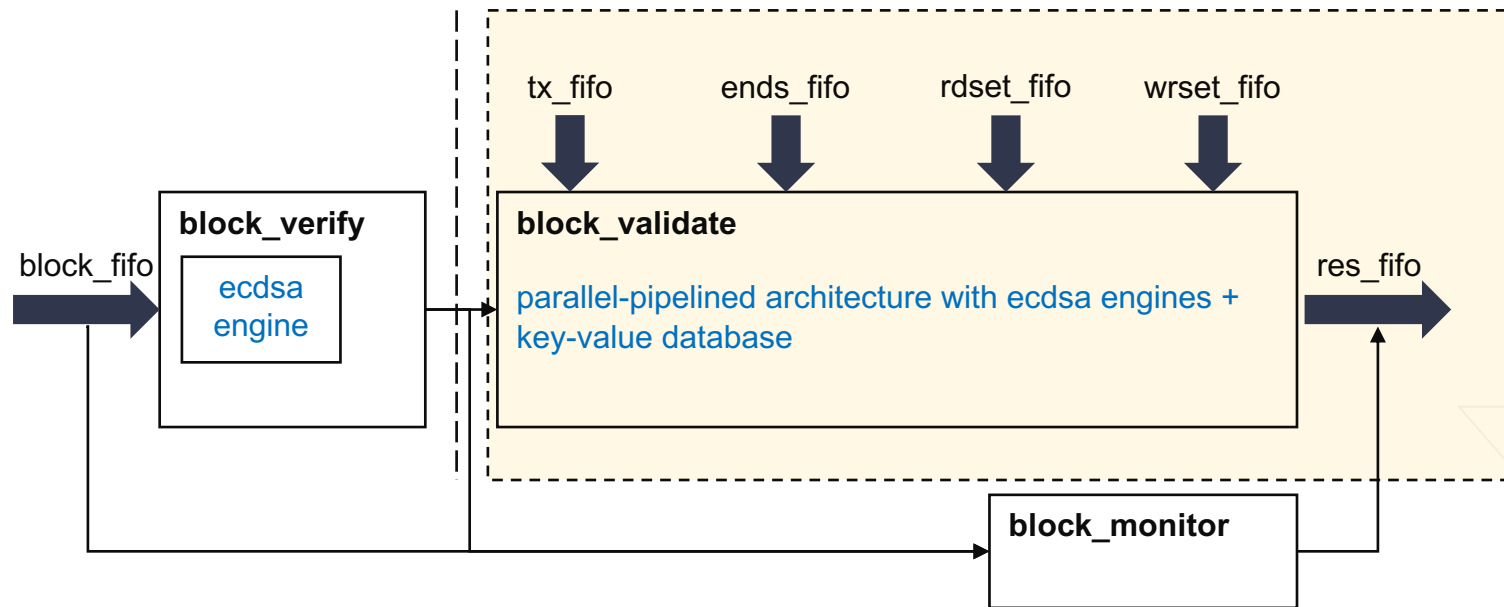 tx_fifo
ends_fifo
rdset_fifo
wrset_fifo
block_fifo
block_verify
ecdsa
engine
block_validate
parallel-pipelined architecture with ecdsa engines +
key-value database
res_fifo
block_monitor